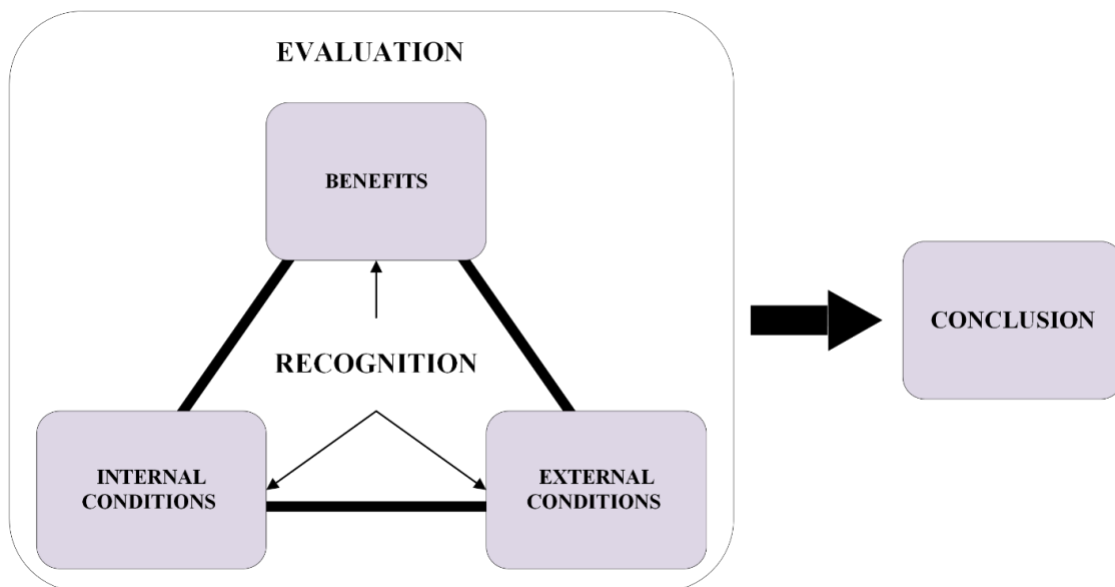 EVALUATION
BENEFITS
RECOGNITION
INTERNAL
CONDITIONS
EXTERNAL
CONDITIONS
CONCLUSION